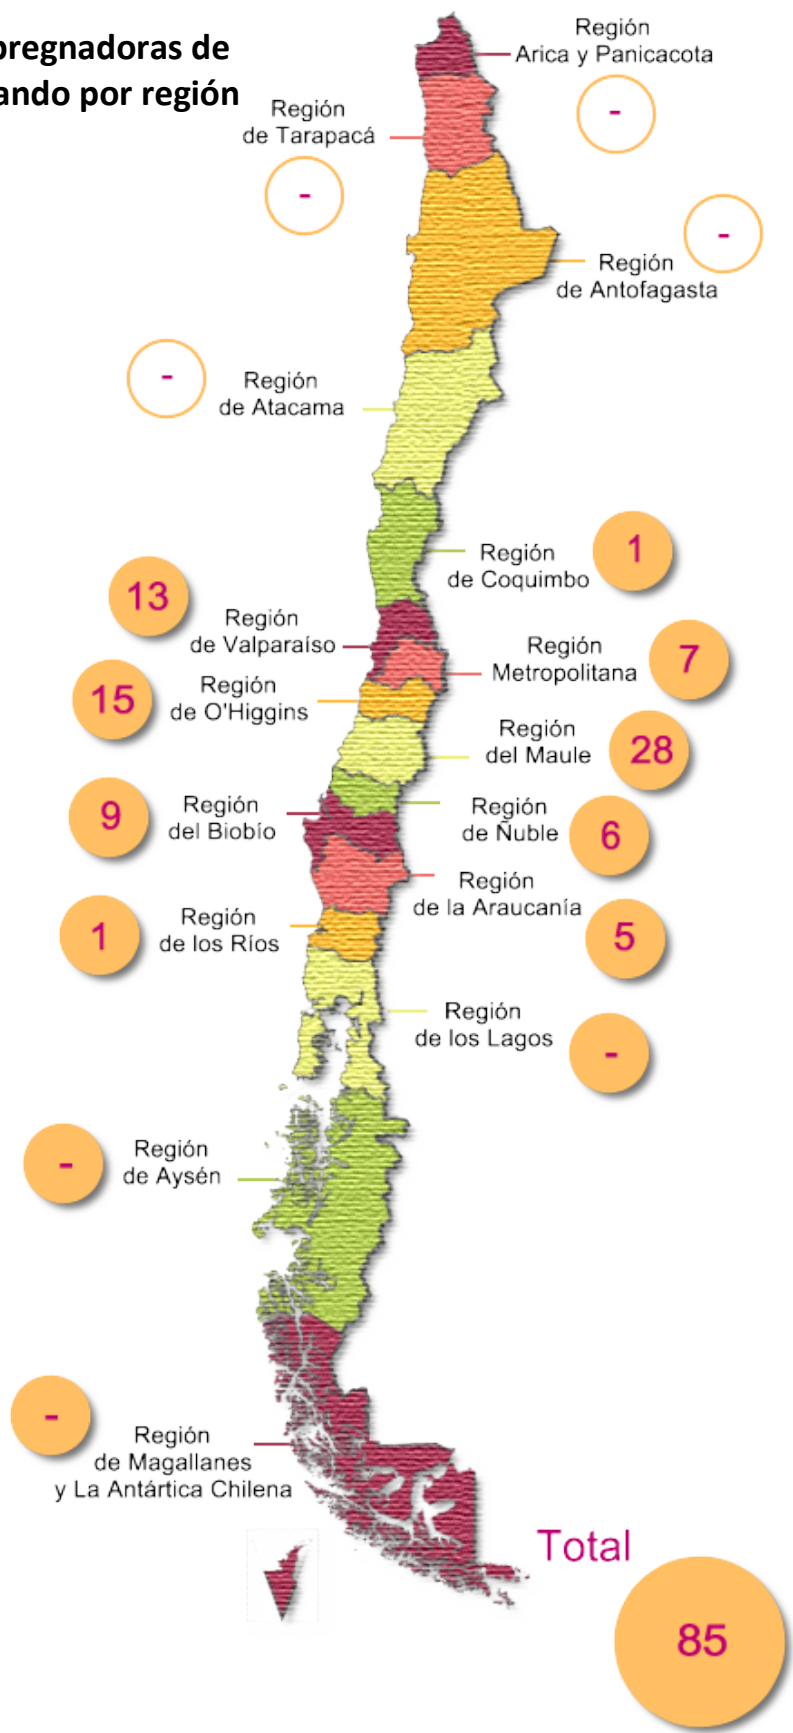 pregnadoras de
ando por región
Región
Arica y Panicacota
-
Región
de Tarapacá
-
-
Región
de Antofagasta
-
Región
de Atacama
1
Región
de Coquimbo
13
Región
de Valparaíso
Región
Metropolitana
7
15
Región
de O'Higgins
Región
del Maule
28
9
Región
del Biobío
Región
de Ñuble
6
Región
de la Araucanía
5
1
Región
de los Ríos
Región
de los Lagos
-
-
Región
de Aysén
-
Región
de Magallanes
y La Antártica Chilena
Total
85